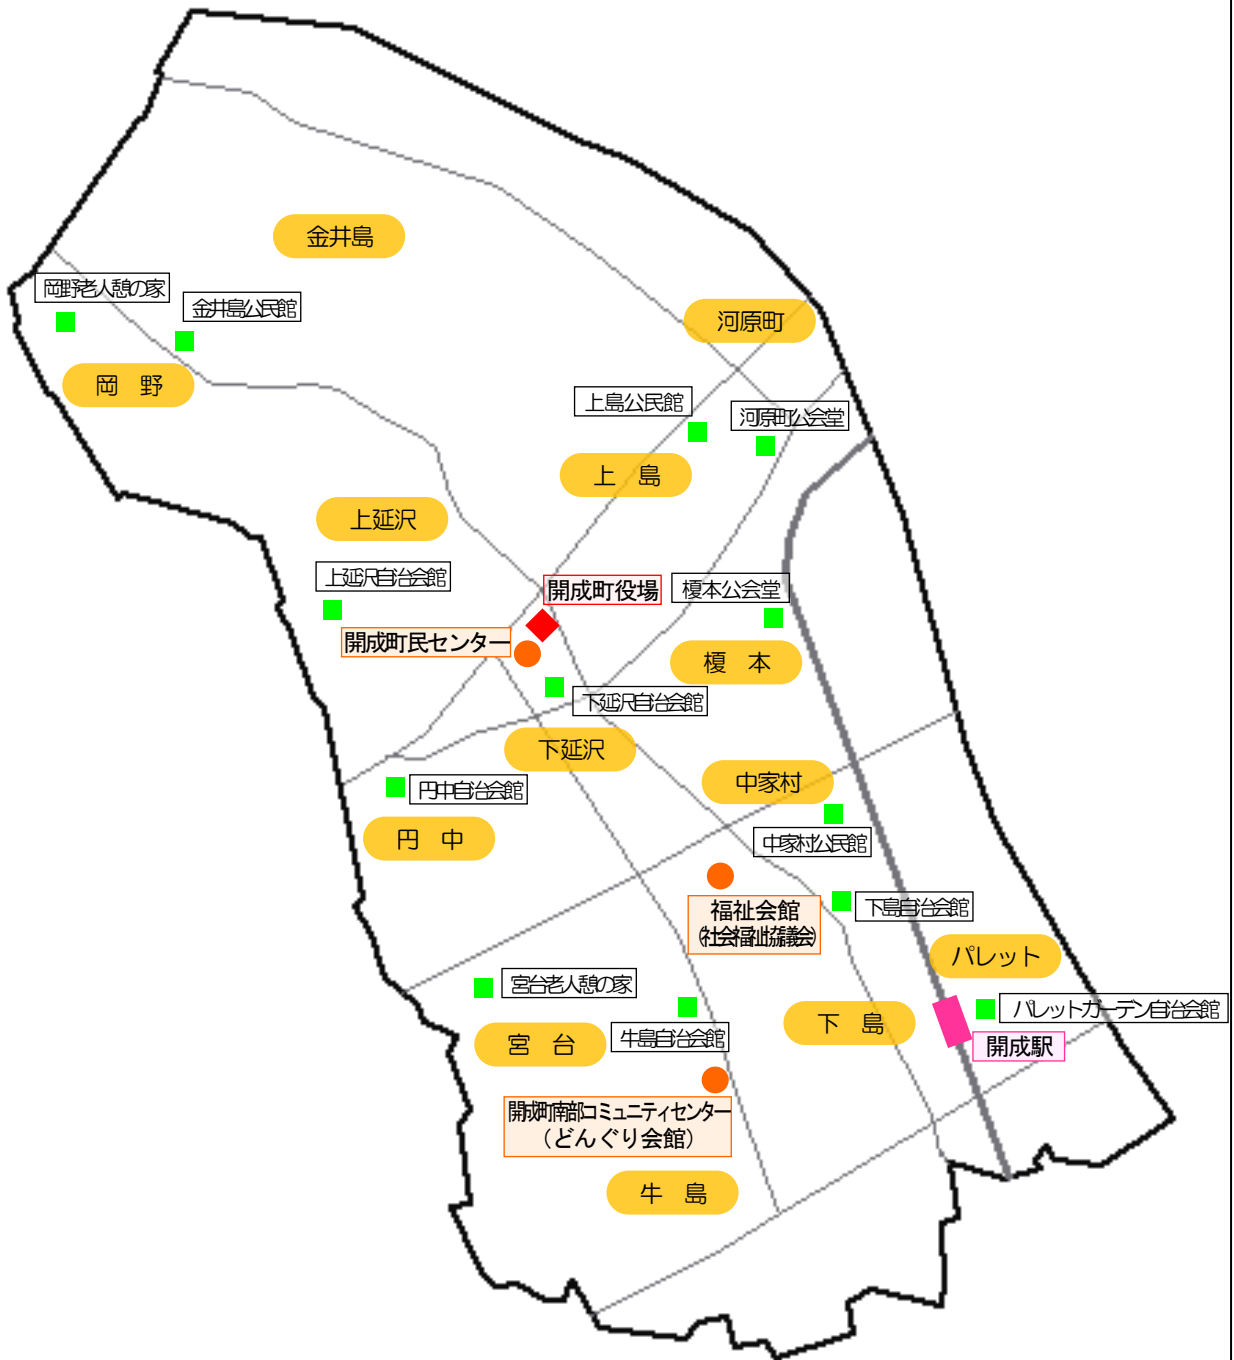 金井島
岡野老人憩の家
金井島公民館
河原町
岡　野
上島公民館
河原町公会堂
上　島
上延沢
上延沢自治会館
開成町役場
榎本公会堂
開成町民センター
榎　本
下延沢自治会館
下延沢
中家村
円中自治会館
円　中
中家村公民館
福祉会館
(社会福祉協議会)
下島自治会館
パレット
宮台老人憩の家
パレットガーデン自治会館
下　島
牛島自治会館
宮　台
開成駅
開成町南部コミュニティセンター
（どんぐり会館）
牛　島